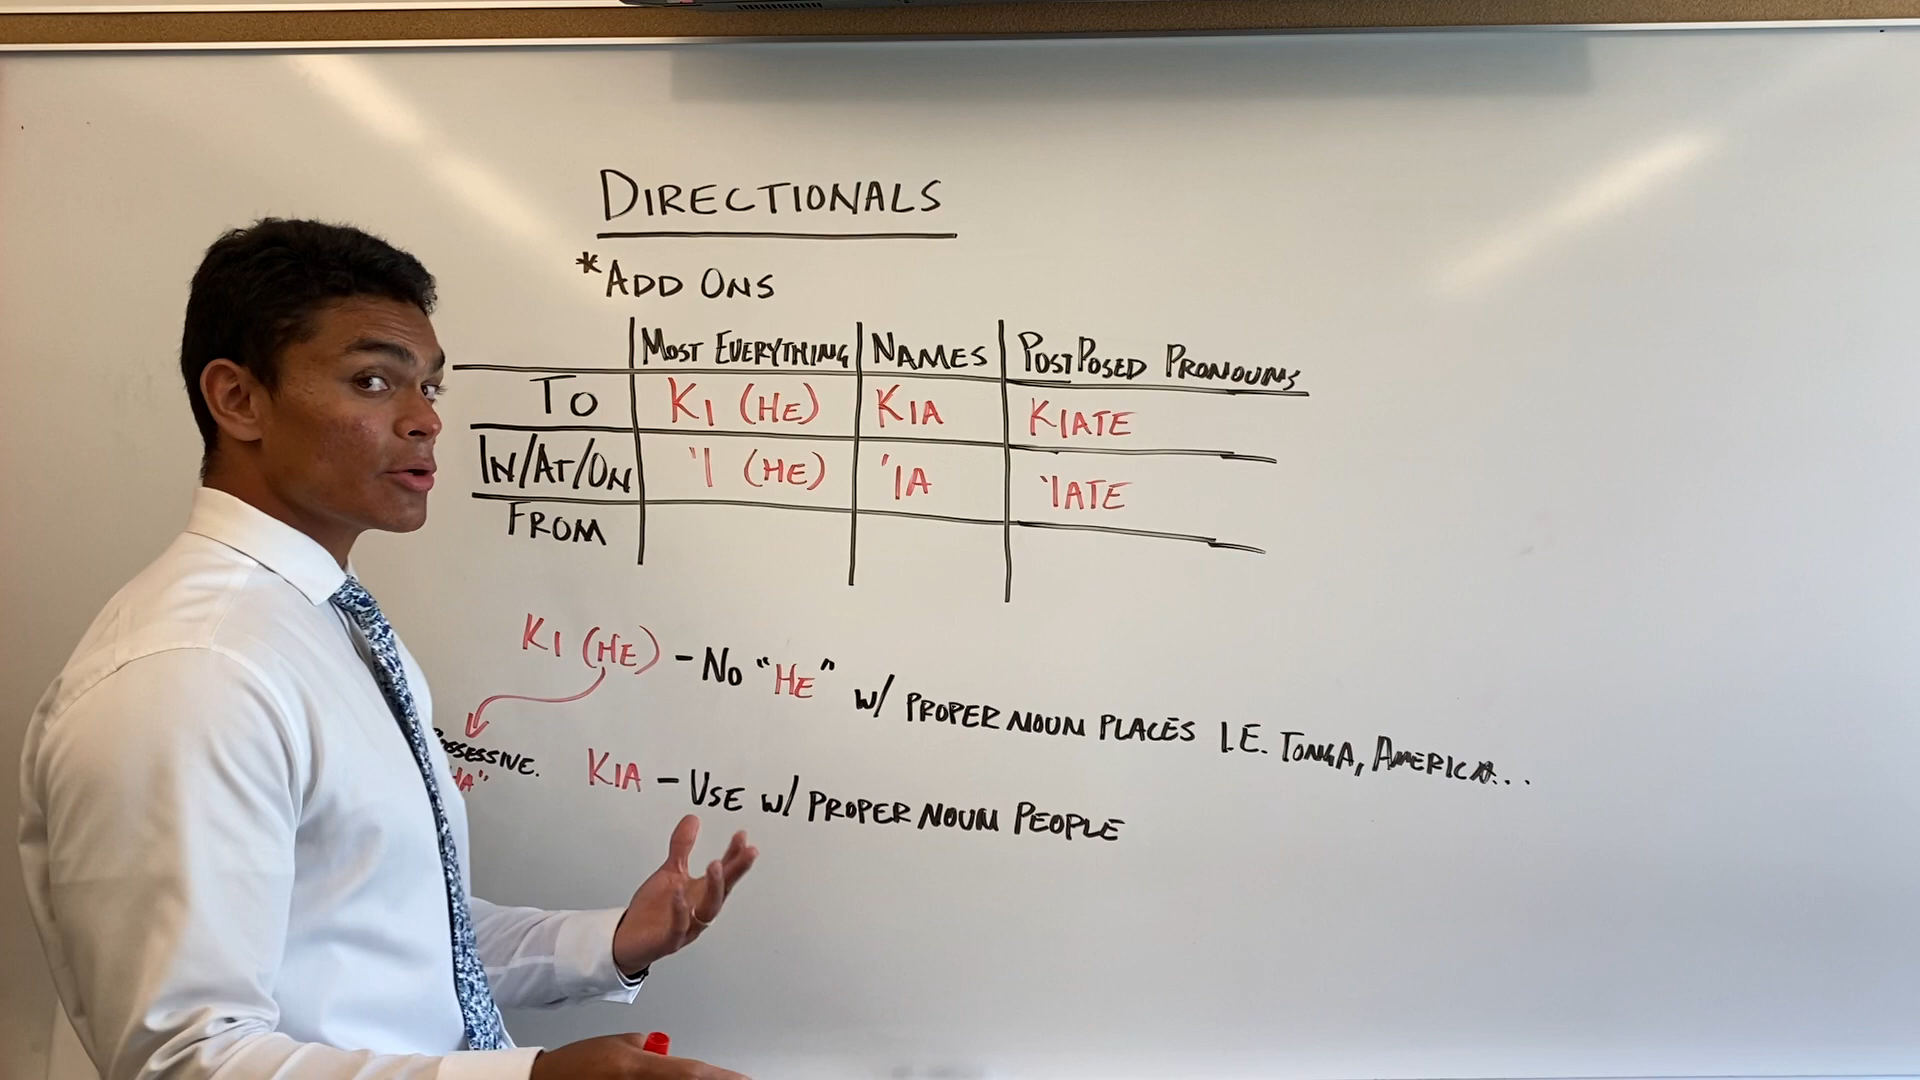 DIRECTIONALS
*ADD ONS
MOST EVERYTHING NAMES POSTPOSED PRONOUNS
TO KI (HE) KIA KIATE
IN/AT/ON 'I (HE) 'IA 'IATE
FROM
KI (HE) - NO "HE" W/ PROPER NOUN PLACES I.E. TONGA, AMERICA...
KIA - USE W/ PROPER NOUN PEOPLE